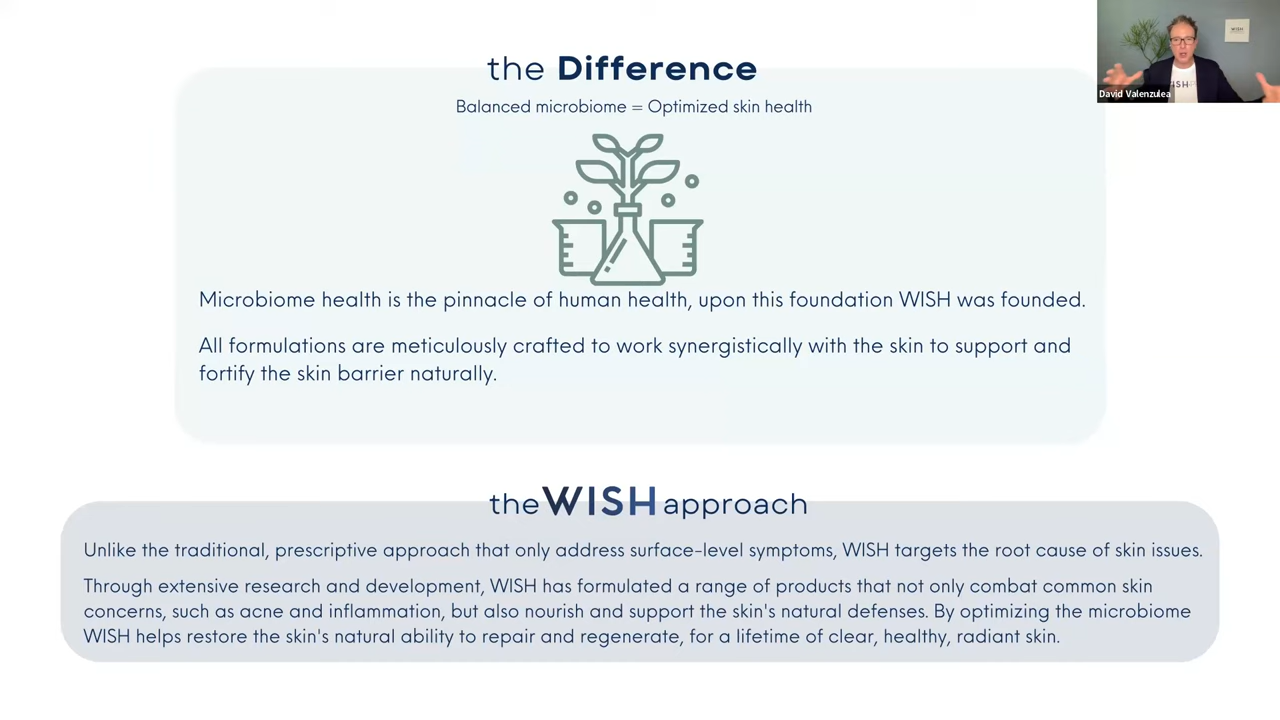 the Difference
Balanced microbiome = Optimized skin health
Microbiome health is the pinnacle of human health, upon this foundation WISH was founded.
All formulations are meticulously crafted to work synergistically with the skin to support and
fortify the skin barrier naturally.
the WISH approach
Unlike the traditional, prescriptive approach that only address surface-level symptoms, WISH targets the root cause of skin issues.
Through extensive research and development, WISH has formulated a range of products that not only combat common skin
concerns, such as acne and inflammation, but also nourish and support the skin's natural defenses. By optimizing the microbiome
WISH helps restore the skin's natural ability to repair and regenerate, for a lifetime of clear, healthy, radiant skin.
WISH
David Valenzulea